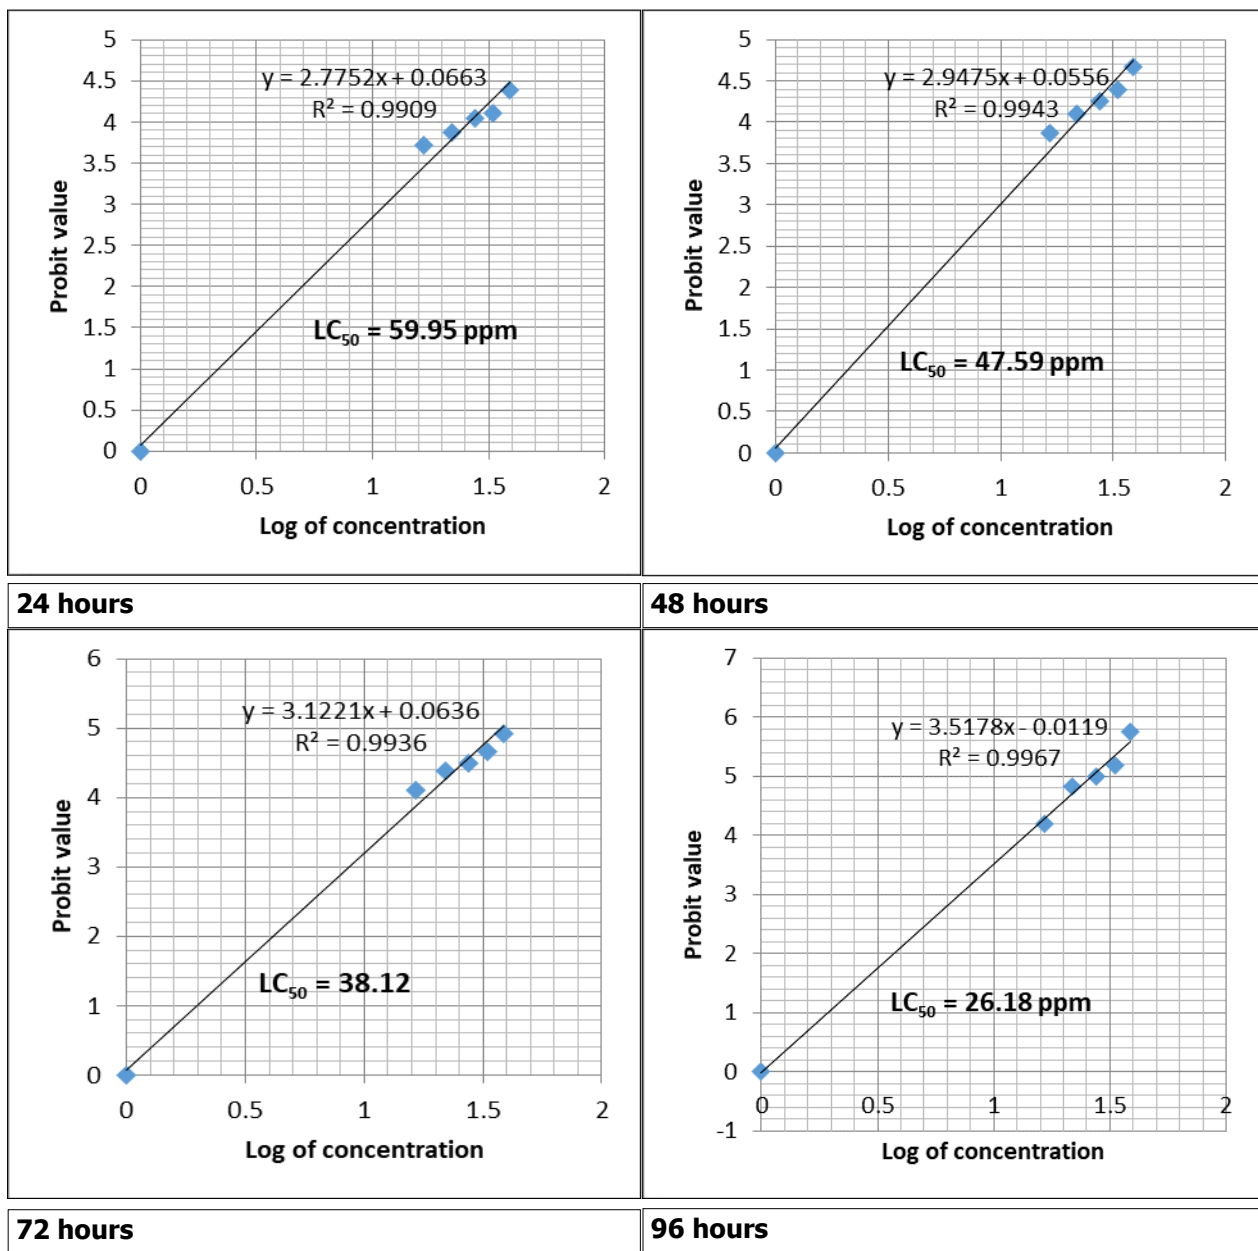 5
4.5
4
3.5
3
2.5
2
1.5
1
0.5
0
Probit value
y = 2.7752x + 0.0663
R² = 0.9909
LC₅₀ = 59.95 ppm
0 0.5 1 1.5 2
Log of concentration
5
4.5
4
3.5
3
2.5
2
1.5
1
0.5
0
Probit value
y = 2.9475x + 0.0556
R² = 0.9943
LC₅₀ = 47.59 ppm
0 0.5 1 1.5 2
Log of concentration
24 hours
48 hours
6
5
4
3
2
1
0
Probit value
y = 3.1221x + 0.0636
R² = 0.9936
LC₅₀ = 38.12
0 0.5 1 1.5 2
Log of concentration
7
6
5
4
3
2
1
0
-1
Probit value
y = 3.5178x - 0.0119
R² = 0.9967
LC₅₀ = 26.18 ppm
0 0.5 1 1.5 2
Log of concentration
72 hours
96 hours